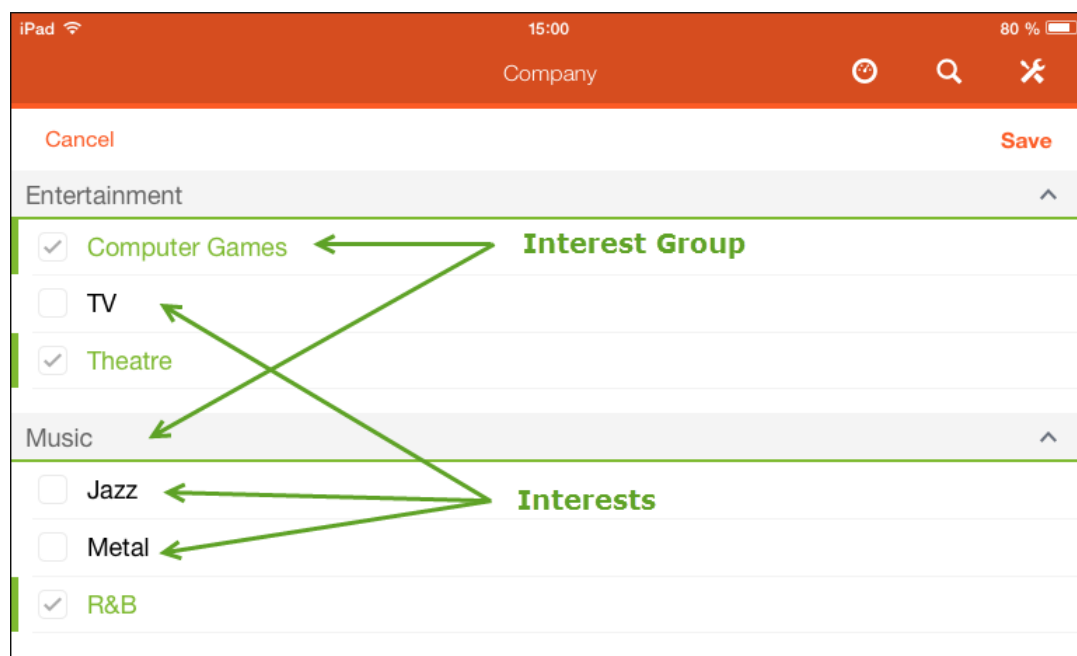 iPad 15:00 80 %
Company
Cancel Save
Entertainment
Computer Games Interest Group
TV
Theatre
Music
Jazz
Interests
Metal
R&B